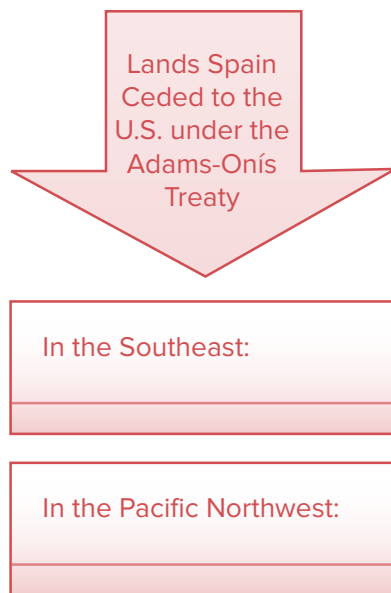 Lands Spain
Ceded to the
U.S. under the
Adams-Onís
Treaty
In the Southeast:
In the Pacific Northwest: